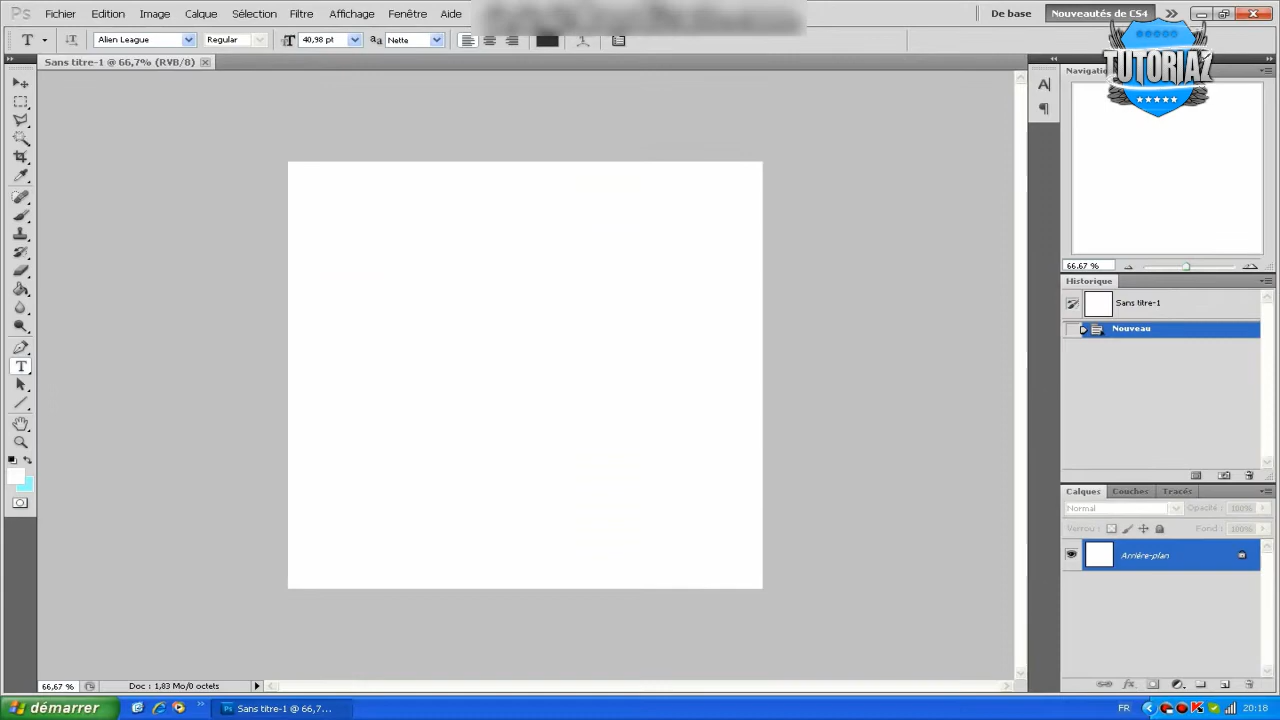 Ps Fichier Edition Image Calque Sélection Filtre Affichage Fenêtre Aide De base Nouveautés de CS4
T Alien League Regular 40,98 pt aa Nette
TUTORIAZ
Sans titre-1 @ 66,7% (RVB/8)
Navigation
66.67 %
Historique
Sans titre-1
Nouveau
Calques Couches Tracés
Normal Opacité : 100%
Verrou : Fond : 100%
Arrière-plan
66,67 % Doc : 1,83 Mo/0 octets
démarrer Sans titre-1 @ 66,7... FR 20:18